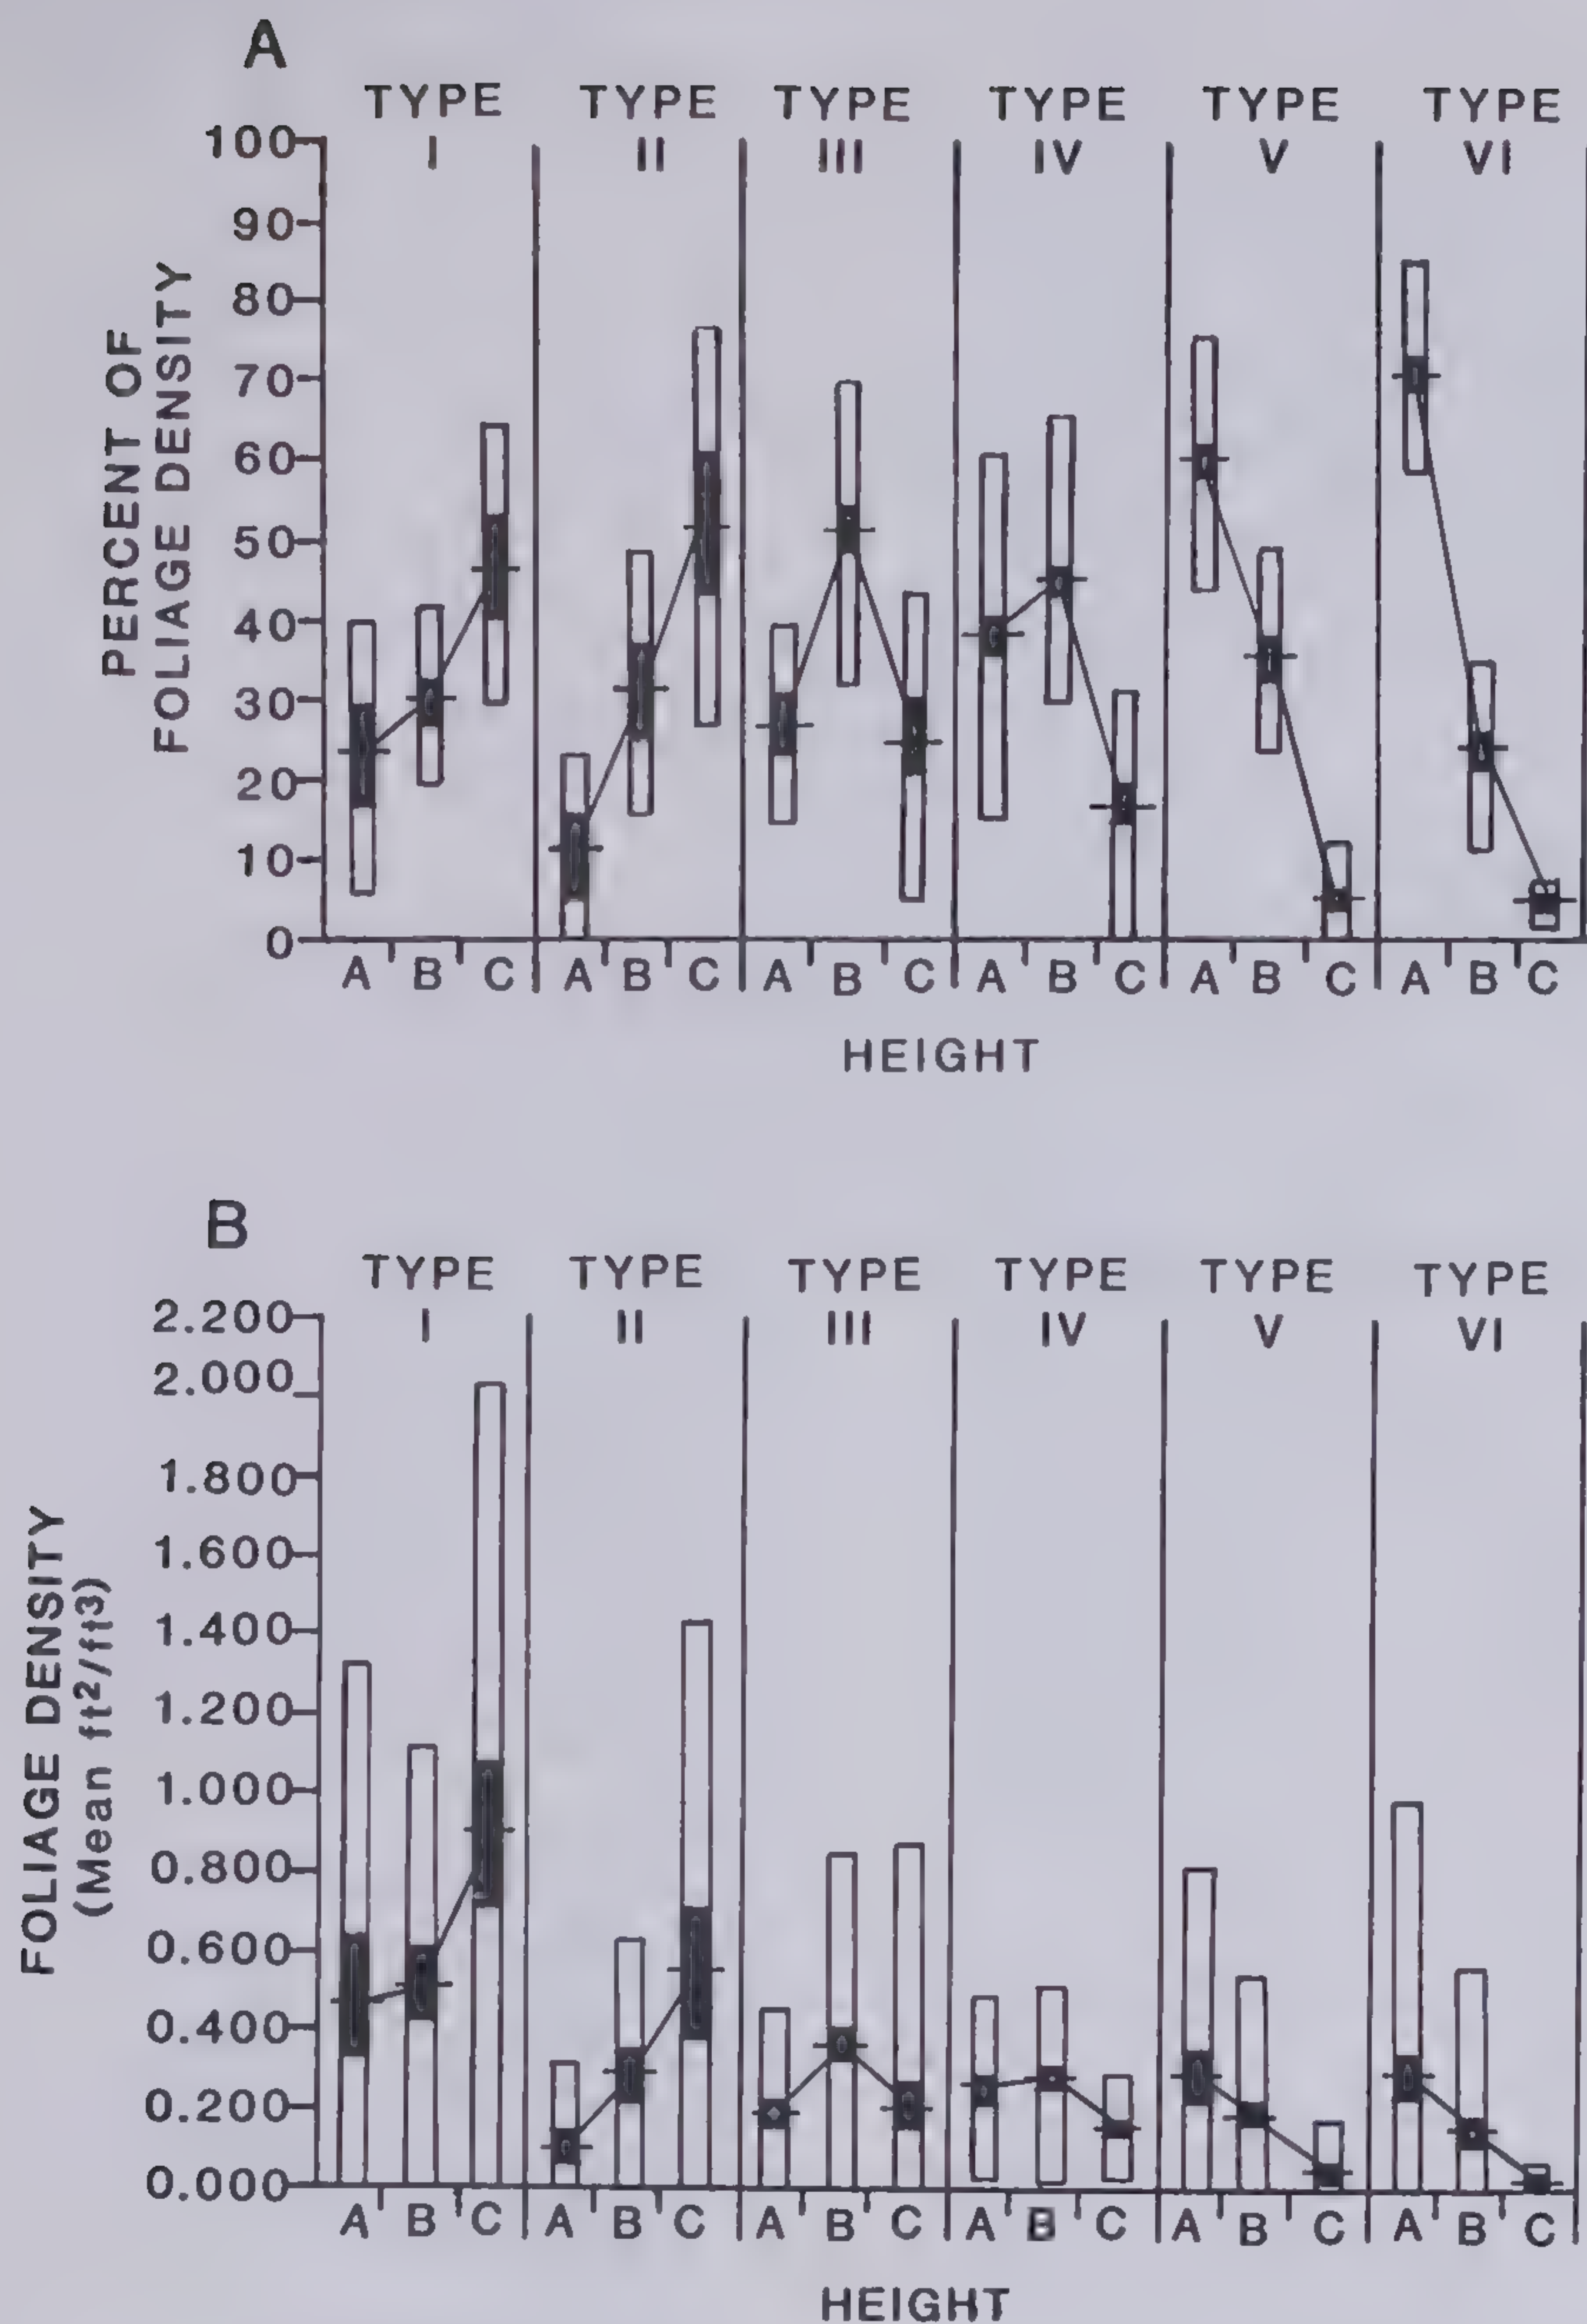 A
TYPE I
TYPE II
TYPE III
TYPE IV
TYPE V
TYPE VI
PERCENT OF
FOLIAGE DENSITY
100
90
80
70
60
50
40
30
20
10
0
A B C A B C A B C A B C A B C A B C
HEIGHT
B
TYPE I
TYPE II
TYPE III
TYPE IV
TYPE V
TYPE VI
FOLIAGE DENSITY
(Mean ft²/ft³)
2.200
2.000
1.800
1.600
1.400
1.200
1.000
0.800
0.600
0.400
0.200
0.000
A B C A B C A B C A B C A B C A B C
HEIGHT